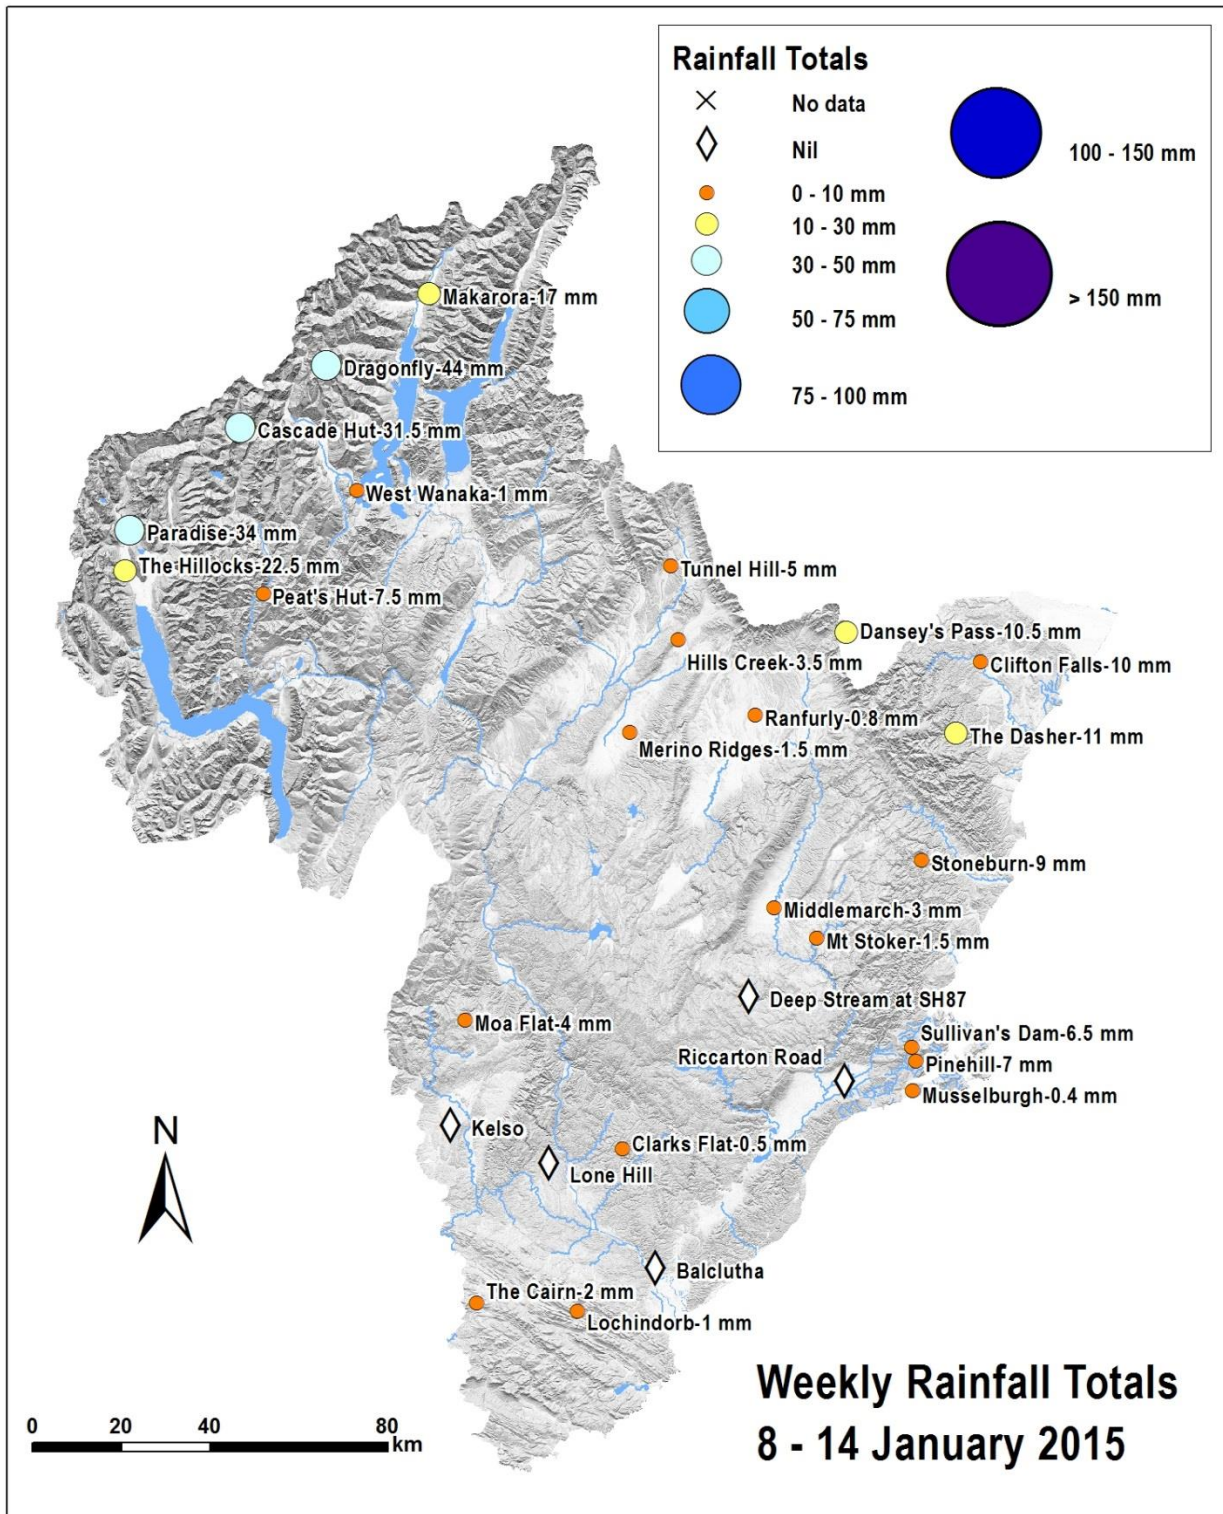 Rainfall Totals
No data
Nil
0 - 10 mm
10 - 30 mm
30 - 50 mm
50 - 75 mm
75 - 100 mm
100 - 150 mm
> 150 mm
Makarora-17 mm
Dragonfly-44 mm
Cascade Hut-31.5 mm
West Wanaka-1 mm
Paradise-34 mm
The Hillocks-22.5 mm
Peat's Hut-7.5 mm
Tunnel Hill-5 mm
Dansey's Pass-10.5 mm
Hills Creek-3.5 mm
Clifton Falls-10 mm
Ranfurly-0.8 mm
Merino Ridges-1.5 mm
The Dasher-11 mm
Stoneburn-9 mm
Middlemarch-3 mm
Mt Stoker-1.5 mm
Deep Stream at SH87
Moa Flat-4 mm
Sullivan's Dam-6.5 mm
Riccarton Road
Pinehill-7 mm
Musselburgh-0.4 mm
Kelso
Clarks Flat-0.5 mm
Lone Hill
Balclutha
The Cairn-2 mm
Lochindorb-1 mm
N
0 20 40 80
km
Weekly Rainfall Totals
8 - 14 January 2015